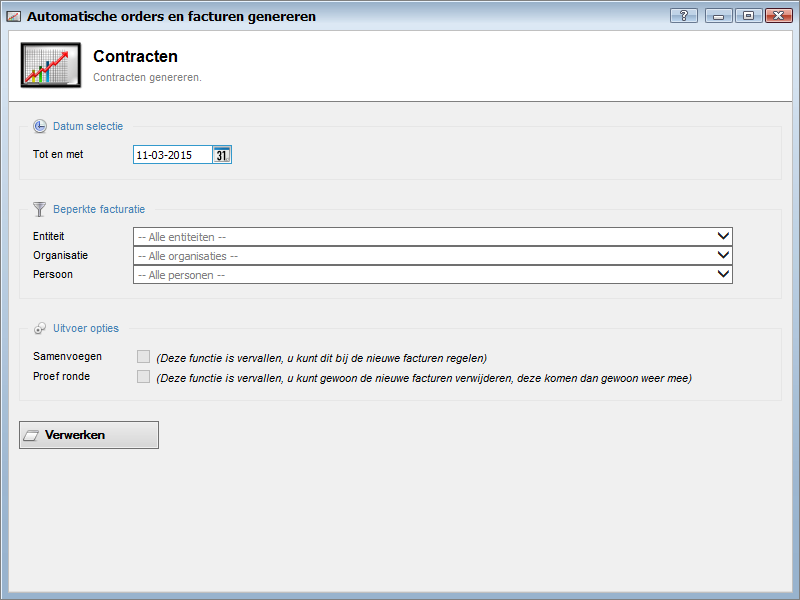 Automatische orders en facturen genereren
?
Contracten
Contracten genereren.
Datum selectie
Tot en met 11-03-2015 31
Beperkte facturatie
Entiteit -- Alle entiteiten --
Organisatie -- Alle organisaties --
Persoon -- Alle personen --
Uitvoer opties
Samenvoegen (Deze functie is vervallen, u kunt dit bij de nieuwe facturen regelen)
Proef ronde (Deze functie is vervallen, u kunt gewoon de nieuwe facturen verwijderen, deze komen dan gewoon weer mee)
Verwerken